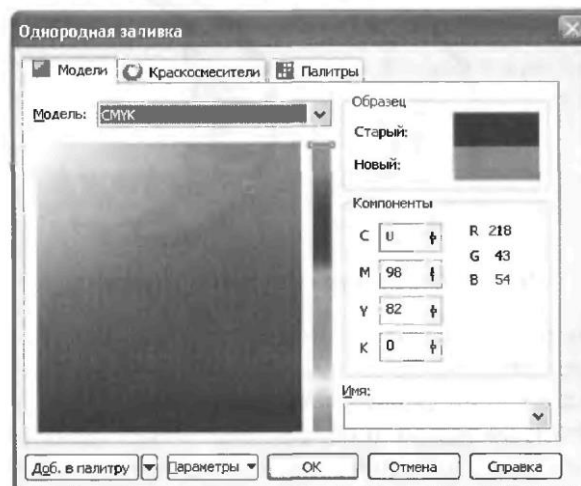 Однородная заливка
Модели Краскосмесители Палитры
Модель: CMYK
Образец
Старый:
Новый:
Компоненты
C 0 R 218
M 98 G 43
Y 82 B 54
K 0
Имя:
Доб. в палитру Параметры OK Отмена Справка